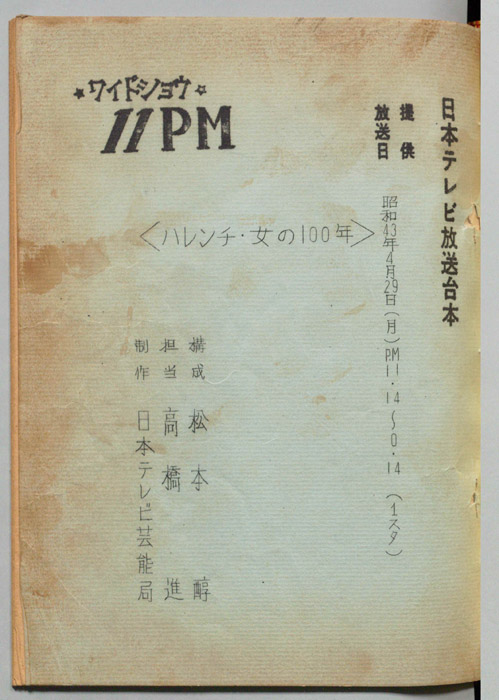 日本テレビ放送台本
提供
放送日 昭和43年4月29日(月)PM11・14〜0・14 (1スタ)
☆ワイドショウ☆
11PM
〈ハレンチ・女の100年〉
構成 松本 醇
担当 高橋 進
制作 日本テレビ芸能局